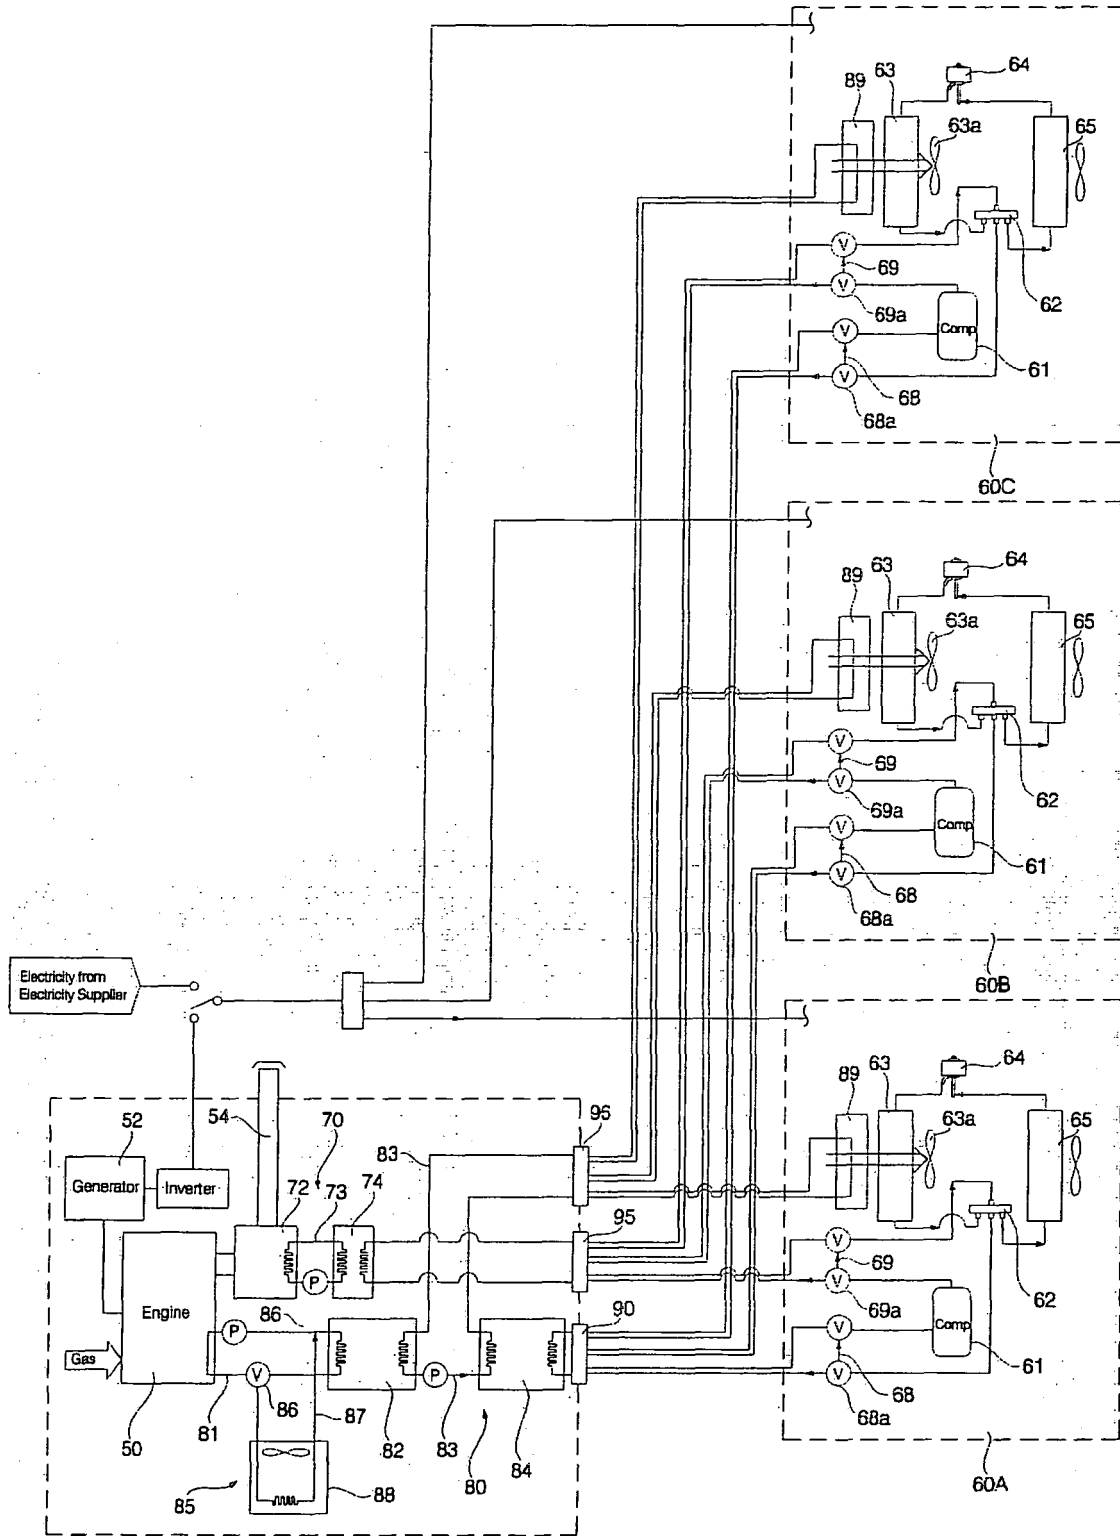 64
63
89
63a
65
V
69
V
69a
62
Comp
V
61
68
V
68a
60C
64
63
89
63a
65
V
69
V
69a
62
Comp
V
61
68
V
68a
60B
Electricity from
Electricity Supplier
64
63
89
63a
65
96
52
54
70
83
Generator
Inverter
72
73
74
95
V
69
V
69a
62
P
Engine
86
90
Comp
P
V
61
Gas
V
P
68
V
68a
50
81
86
87
82
83
80
84
85
88
60A